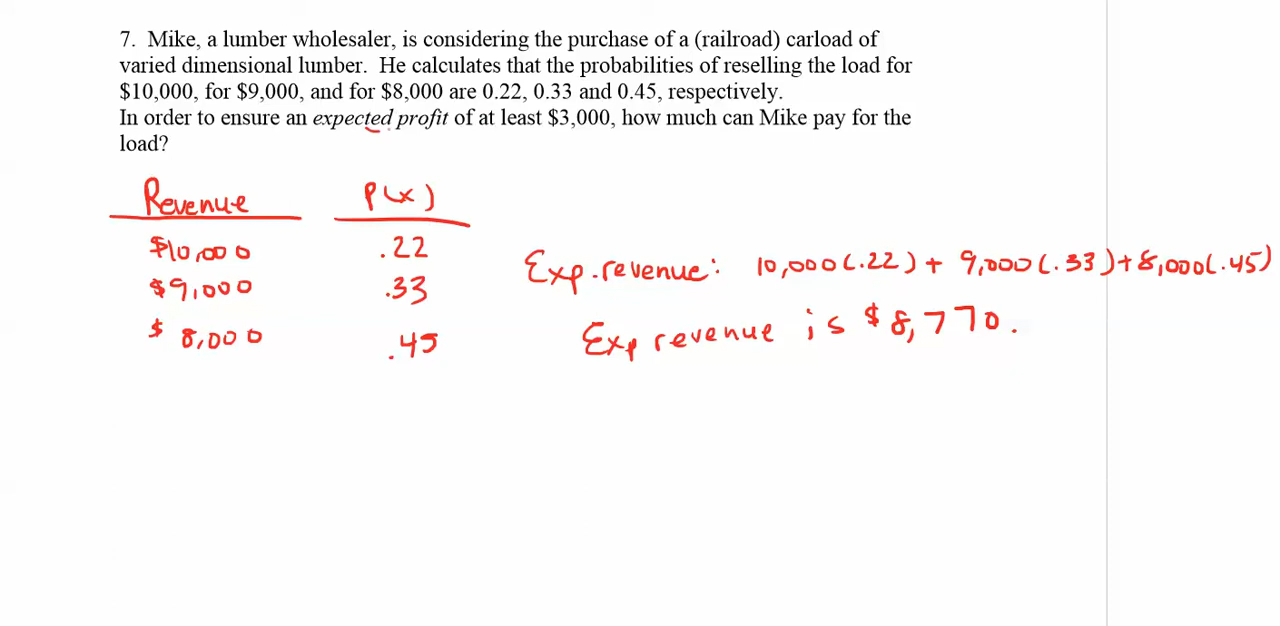 7. Mike, a lumber wholesaler, is considering the purchase of a (railroad) carload of
varied dimensional lumber. He calculates that the probabilities of reselling the load for
$10,000, for $9,000, and for $8,000 are 0.22, 0.33 and 0.45, respectively.
In order to ensure an expected profit of at least $3,000, how much can Mike pay for the
load?
Revenue P(x)
$10,000 .22
$9,000 .33
$ 8,000 .45
Exp. revenue: 10,000(.22) + 9,000(.33) + 8,000(.45)
Exp revenue is $8,770.